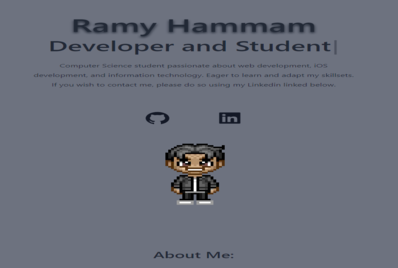 Ramy Hammam
Developer and Student|
Computer Science student passionate about web development, iOS
development, and information technology. Eager to learn and adapt my skillsets.
If you wish to contact me, please do so using my LinkedIn linked below.
in
About Me: